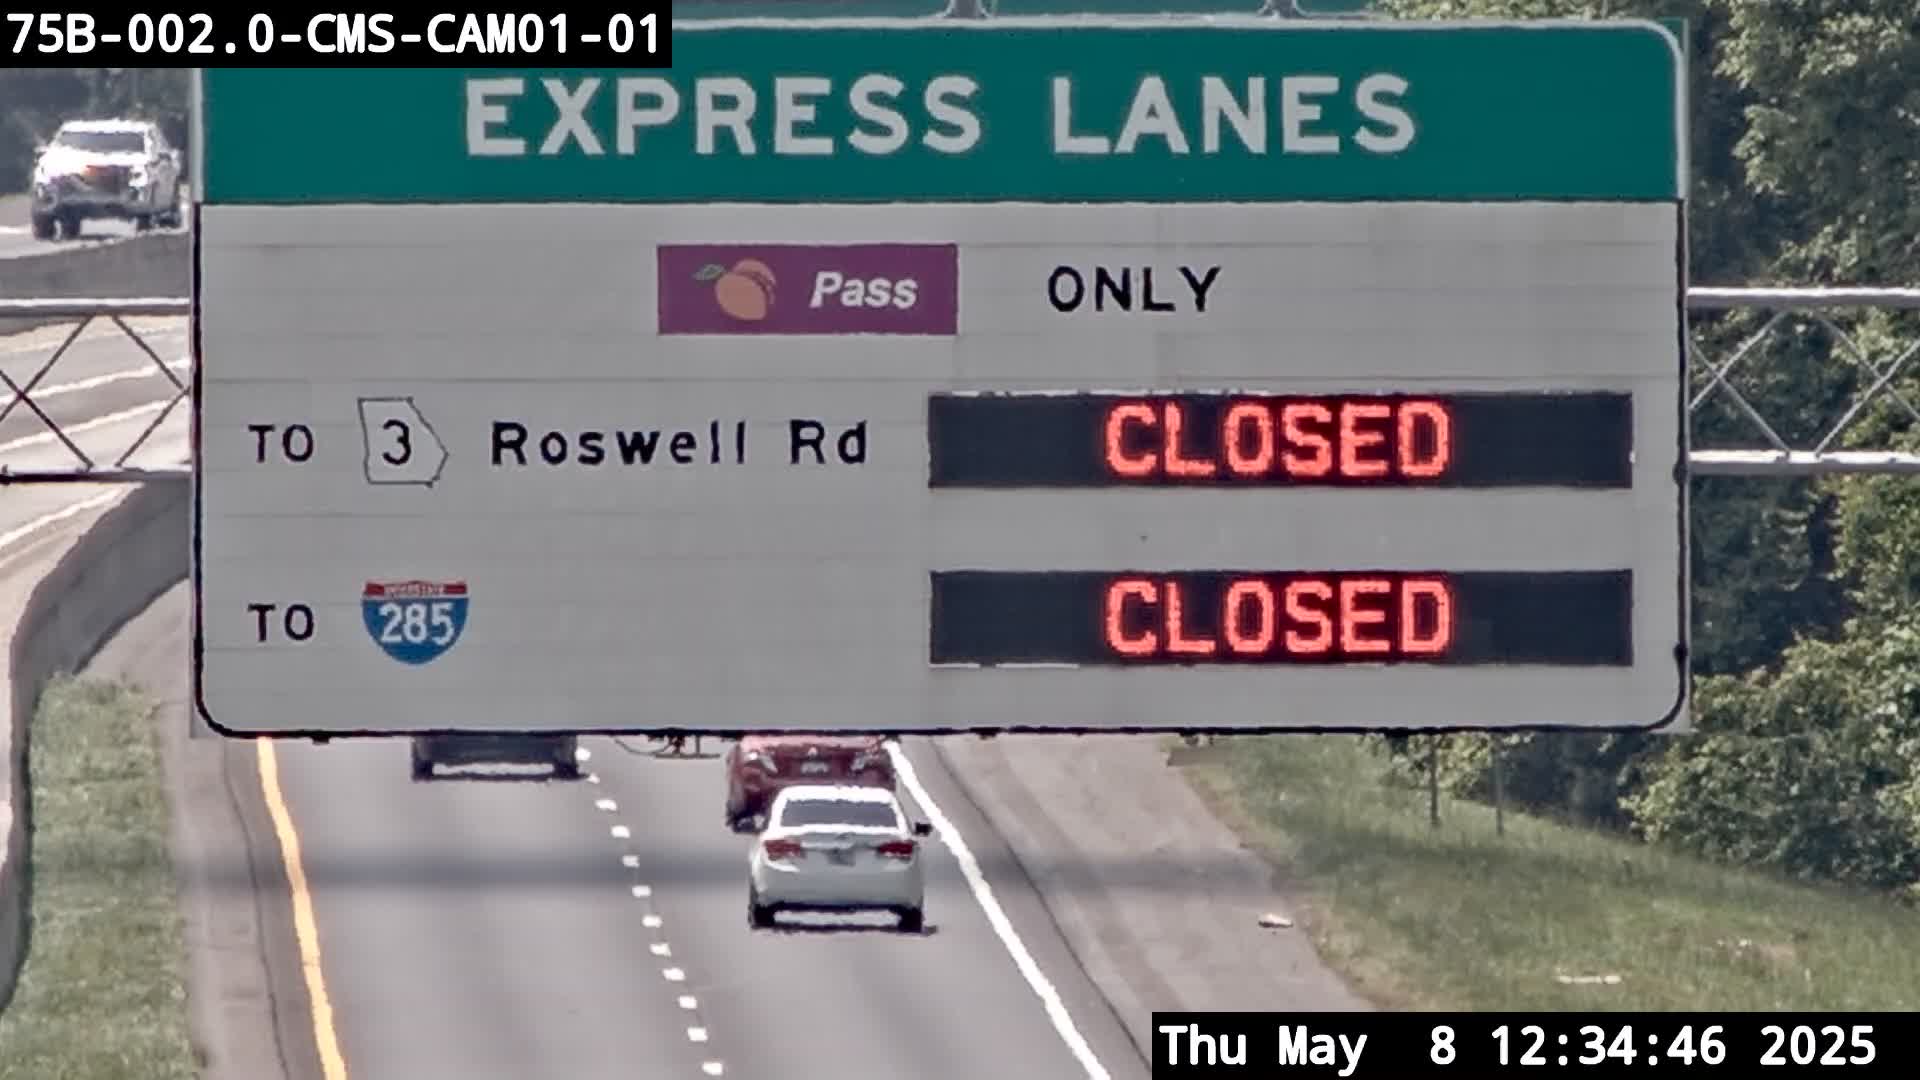 75B-002.0-CMS-CAM01-01
EXPRESS LANES
Pass ONLY
TO 3 Roswell Rd CLOSED
TO INTERSTATE 285 CLOSED
Thu May 8 12:34:46 2025